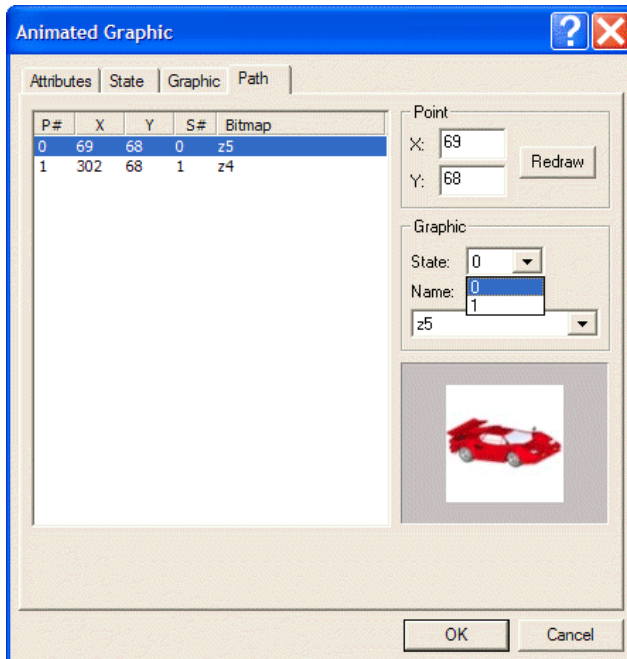 Animated Graphic
Attributes State Graphic Path
P# X Y S# Bitmap
0 69 68 0 z5
1 302 68 1 z4
Point
X: 69
Y: 68
Redraw
Graphic
State: 0
0
1
Name:
z5
OK Cancel